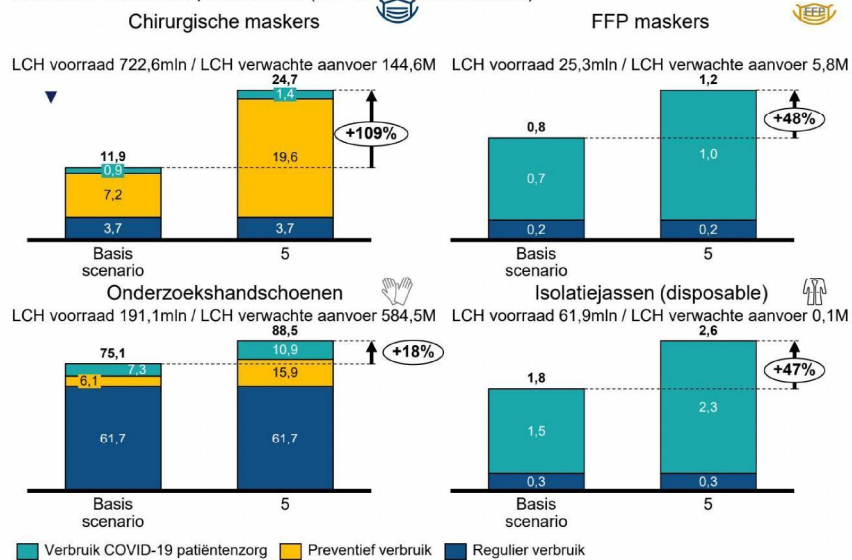 Chirurgische maskers
LCH voorraad 722,6mln / LCH verwachte aanvoer 144,6M
24,7
1,4
+109%
11,9
0,9
19,6
7,2
3,7
3,7
Basis
scenario
5
FFP maskers
FFP
LCH voorraad 25,3mln / LCH verwachte aanvoer 5,8M
1,2
+48%
0,8
1,0
0,7
0,2
0,2
Basis
scenario
5
Onderzoekshandschoenen
LCH voorraad 191,1mln / LCH verwachte aanvoer 584,5M
88,5
75,1
10,9
+18%
7,3
6,1
15,9
61,7
61,7
Basis
scenario
5
Isolatiejassen (disposable)
LCH voorraad 61,9mln / LCH verwachte aanvoer 0,1M
2,6
+47%
1,8
2,3
1,5
0,3
0,3
Basis
scenario
5
Verbruik COVID-19 patiëntenzorg
Preventief verbruik
Regulier verbruik